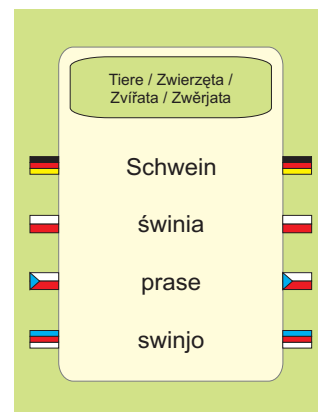 Tiere / Zwierzęta /
Zvířata / Zwěrjata
Schwein
świnia
prase
swinjo